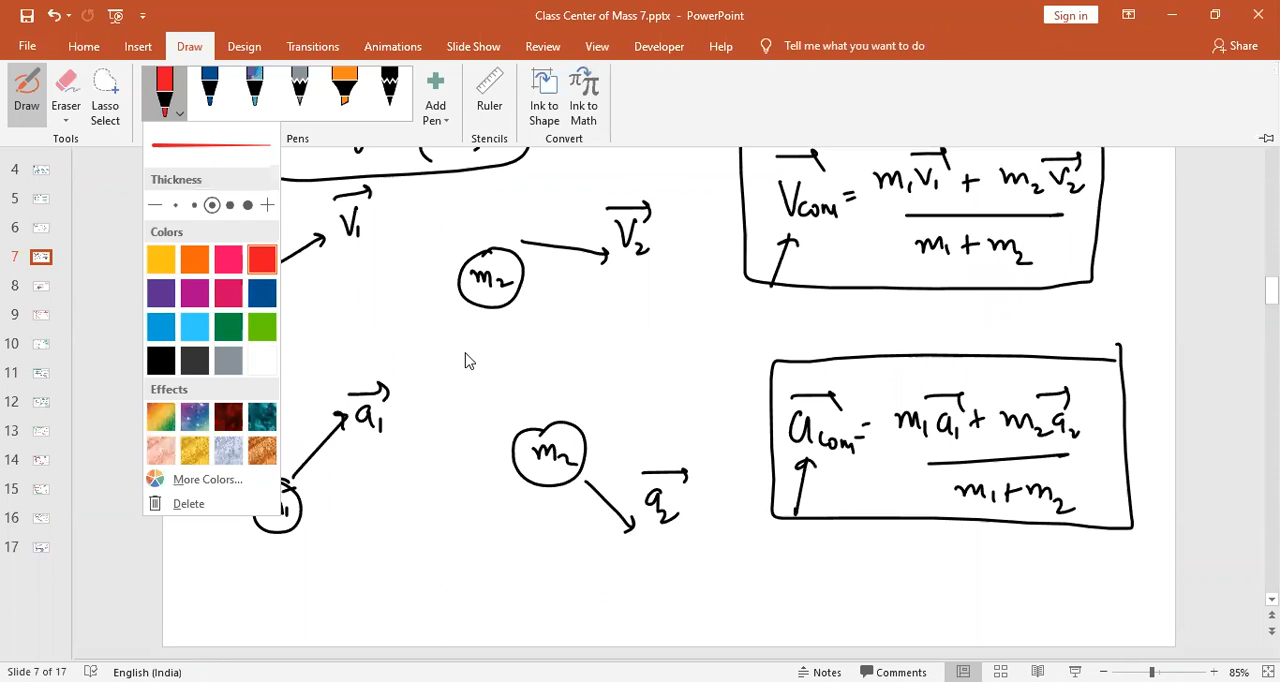 Class Center of Mass 7.pptx - PowerPoint
Sign in
File Home Insert Draw Design Transitions Animations Slide Show Review View Developer Help Tell me what you want to do Share
Draw Eraser Lasso Select Add Pen Ruler Ink to Shape Ink to Math
Tools Pens Stencils Convert
Thickness
Colors
Effects
More Colors...
Delete
4
5
6
7
8
9
10
11
12
13
14
15
16
17
V1
m2
V2
Vcom = m1V1 + m2V2
m1 + m2
a1
m2
a2
acom = m1a1 + m2a2
m1+m2
Slide 7 of 17 English (India) Notes Comments 85%